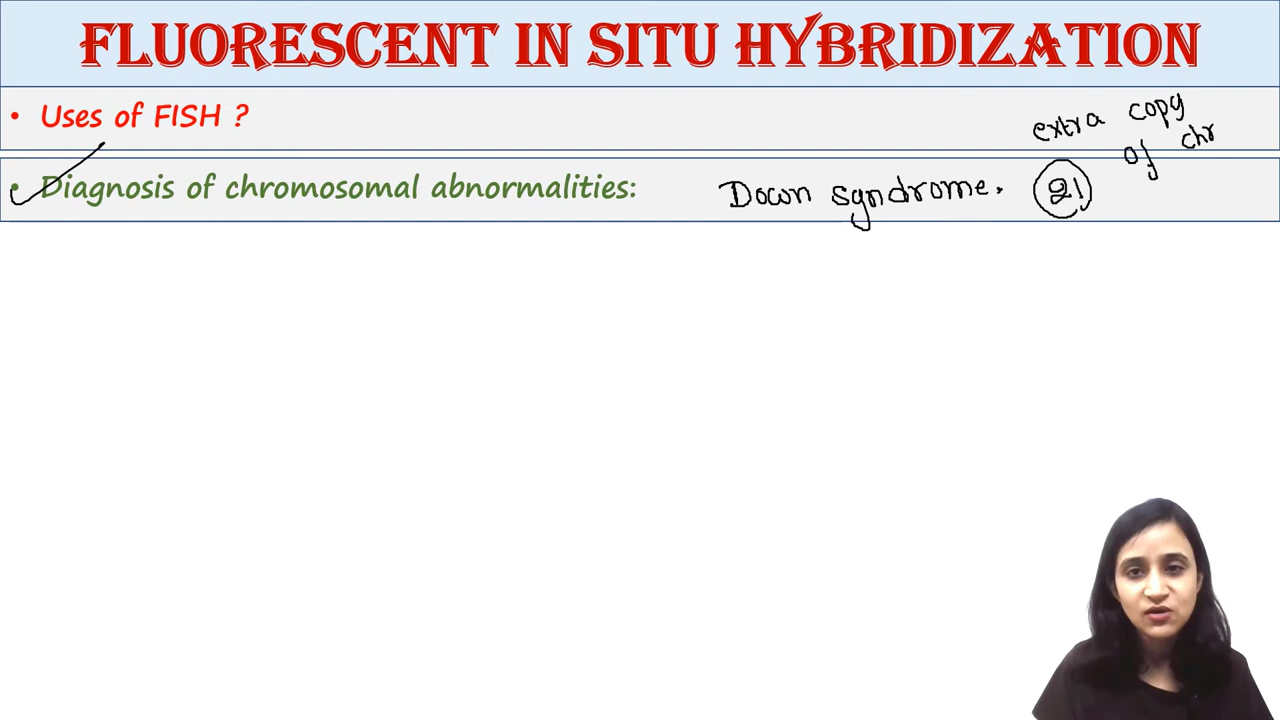 FLUORESCENT IN SITU HYBRIDIZATION
• Uses of FISH ?
extra copy
of chr
• Diagnosis of chromosomal abnormalities: Down syndrome. 21